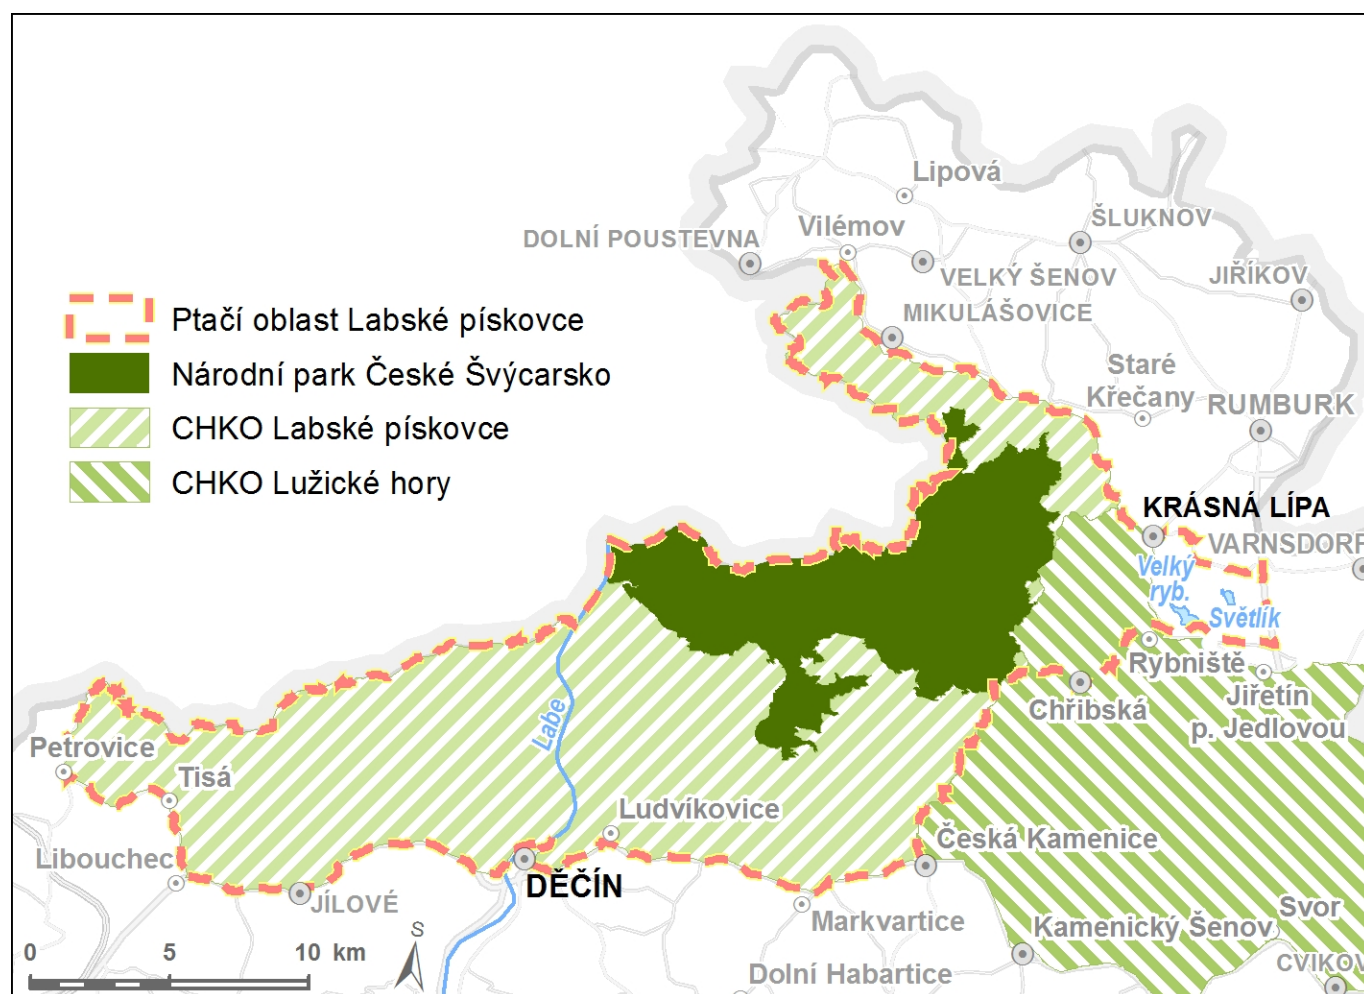 Lipová
ŠLUKNOV
Vilémov
DOLNÍ POUSTEVNA
VELKÝ ŠENOV
JIŘÍKOV
MIKULÁŠOVICE
Ptačí oblast Labské pískovce
Národní park České Švýcarsko
CHKO Labské pískovce
CHKO Lužické hory
Staré
Křečany
RUMBURK
KRÁSNÁ LÍPA
VARNSDORF
Velký
ryb.
Světlík
Rybniště
Chřibská
Jiřetín
p. Jedlovou
Labe
Petrovice
Tisá
Ludvíkovice
Česká Kamenice
Libouchec
DĚČÍN
JÍLOVÉ
Markvartice
Svor
Kamenický Šenov
CVIKOV
Dolní Habartice
S
0 5 10 km